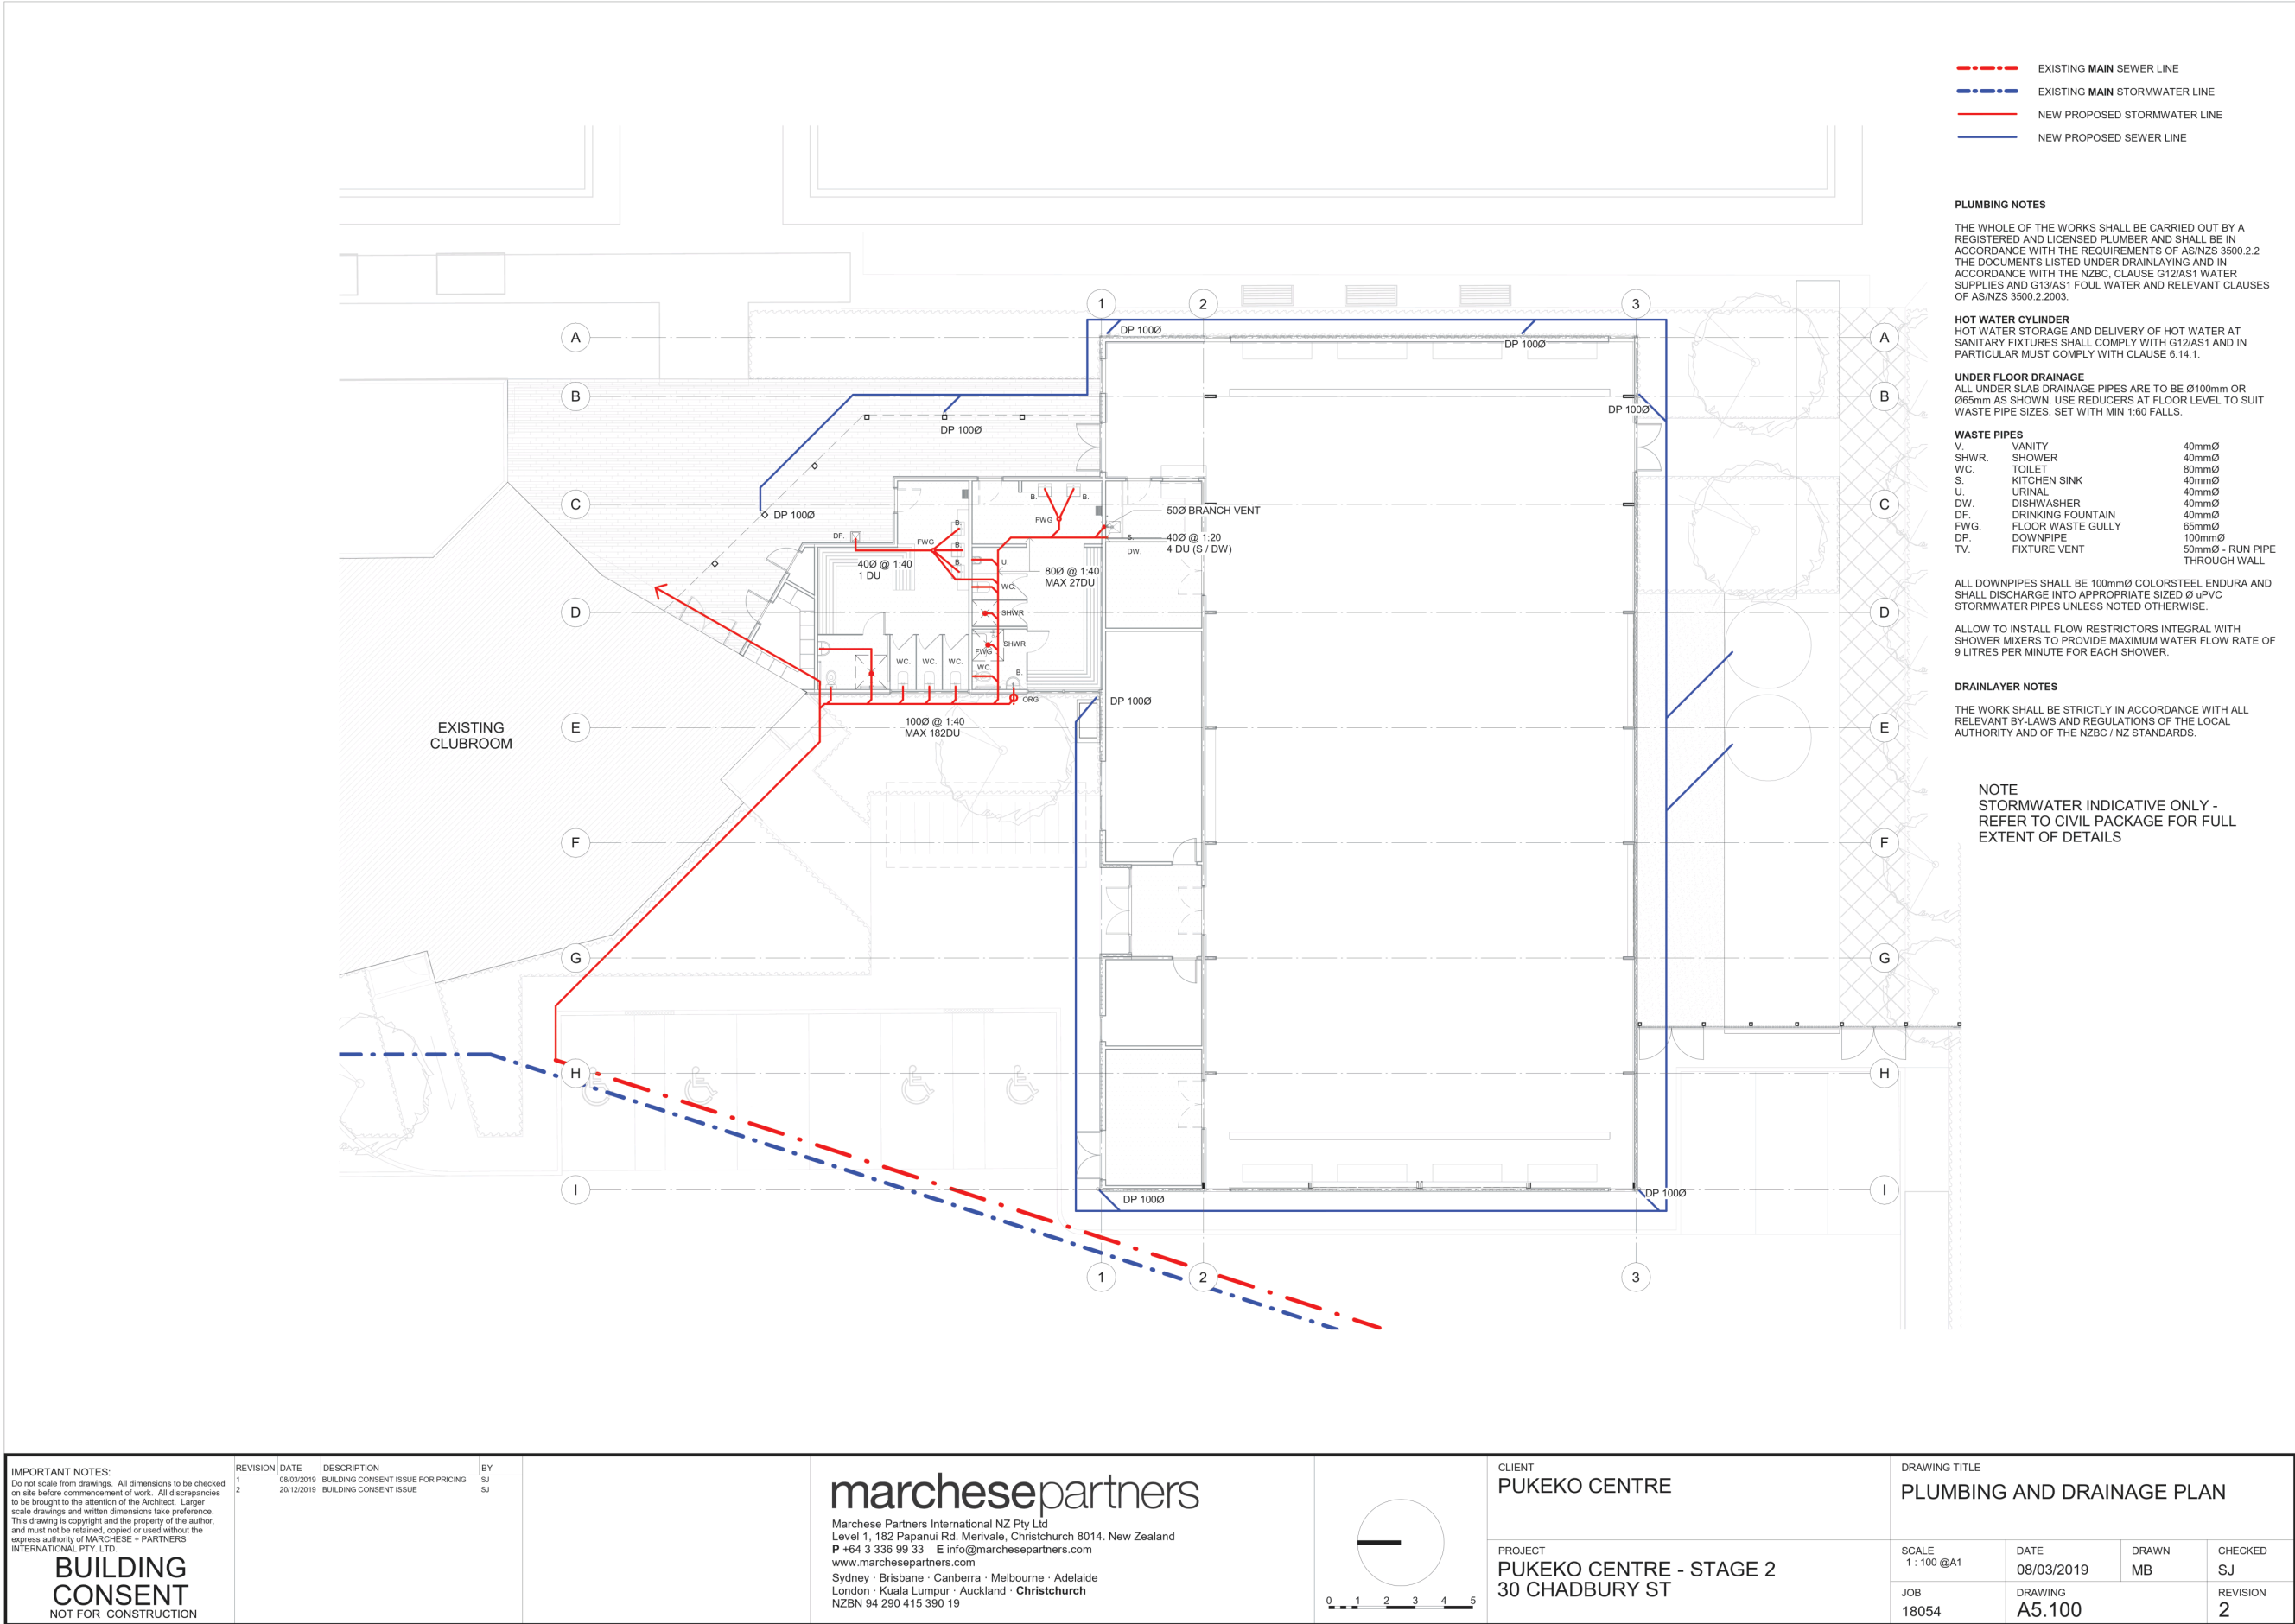 EXISTING MAIN SEWER LINE
EXISTING MAIN STORMWATER LINE
NEW PROPOSED STORMWATER LINE
NEW PROPOSED SEWER LINE
PLUMBING NOTES
THE WHOLE OF THE WORKS SHALL BE CARRIED OUT BY A
REGISTERED AND LICENSED PLUMBER AND SHALL BE IN
ACCORDANCE WITH THE REQUIREMENTS OF AS/NZS 3500.2.2
THE DOCUMENTS LISTED UNDER DRAINLAYING AND IN
ACCORDANCE WITH THE NZBC, CLAUSE G12/AS1 WATER
SUPPLIES AND G13/AS1 FOUL WATER AND RELEVANT CLAUSES
OF AS/NZS 3500.2.2003.
HOT WATER CYLINDER
HOT WATER STORAGE AND DELIVERY OF HOT WATER AT
SANITARY FIXTURES SHALL COMPLY WITH G12/AS1 AND IN
PARTICULAR MUST COMPLY WITH CLAUSE 6.14.1.
UNDER FLOOR DRAINAGE
ALL UNDER SLAB DRAINAGE PIPES ARE TO BE Ø100mm OR
Ø65mm AS SHOWN. USE REDUCERS AT FLOOR LEVEL TO SUIT
WASTE PIPE SIZES. SET WITH MIN 1:60 FALLS.
WASTE PIPES
V. VANITY 40mmØ
SHWR. SHOWER 40mmØ
WC. TOILET 80mmØ
S. KITCHEN SINK 40mmØ
U. URINAL 40mmØ
DW. DISHWASHER 40mmØ
DF. DRINKING FOUNTAIN 40mmØ
FWG. FLOOR WASTE GULLY 65mmØ
DP. DOWNPIPE 100mmØ
TV. FIXTURE VENT 50mmØ - RUN PIPE
THROUGH WALL
ALL DOWNPIPES SHALL BE 100mmØ COLORSTEEL ENDURA AND
SHALL DISCHARGE INTO APPROPRIATE SIZED Ø uPVC
STORMWATER PIPES UNLESS NOTED OTHERWISE.
ALLOW TO INSTALL FLOW RESTRICTORS INTEGRAL WITH
SHOWER MIXERS TO PROVIDE MAXIMUM WATER FLOW RATE OF
9 LITRES PER MINUTE FOR EACH SHOWER.
DRAINLAYER NOTES
THE WORK SHALL BE STRICTLY IN ACCORDANCE WITH ALL
RELEVANT BY-LAWS AND REGULATIONS OF THE LOCAL
AUTHORITY AND OF THE NZBC / NZ STANDARDS.
NOTE
STORMWATER INDICATIVE ONLY -
REFER TO CIVIL PACKAGE FOR FULL
EXTENT OF DETAILS
1 2 3
DP 100Ø
A A
DP 100Ø
B B
DP 100Ø
DP 100Ø
B. B.
C C
50Ø BRANCH VENT
DP 100Ø
FWG
B.
DF.
FWG
S.
40Ø @ 1:20
4 DU (S / DW)
B.
DW.
B.
U.
40Ø @ 1:40
1 DU
80Ø @ 1:40
MAX 27DU
WC.
D D
SHWR
SHWR
FWG
WC. WC. WC.
WC.
B.
ORG
DP 100Ø
100Ø @ 1:40
MAX 182DU
EXISTING
CLUBROOM
E E
F F
G G
H H
I I
DP 100Ø
DP 100Ø
1 2 3
IMPORTANT NOTES:
Do not scale from drawings. All dimensions to be checked
on site before commencement of work. All discrepancies
to be brought to the attention of the Architect. Larger
scale drawings and written dimensions take preference.
This drawing is copyright and the property of the author,
and must not be retained, copied or used without the
express authority of MARCHESE + PARTNERS
INTERNATIONAL PTY. LTD.
BUILDING
CONSENT
NOT FOR CONSTRUCTION
REVISION DATE DESCRIPTION BY
1 08/03/2019 BUILDING CONSENT ISSUE FOR PRICING SJ
2 20/12/2019 BUILDING CONSENT ISSUE SJ
marchesepartners
Marchese Partners International NZ Pty Ltd
Level 1, 182 Papanui Rd. Merivale, Christchurch 8014. New Zealand
P +64 3 336 99 33 E info@marchesepartners.com
www.marchesepartners.com
Sydney · Brisbane · Canberra · Melbourne · Adelaide
London · Kuala Lumpur · Auckland · Christchurch
NZBN 94 290 415 390 19
0 1 2 3 4 5
CLIENT
PUKEKO CENTRE
PROJECT
PUKEKO CENTRE - STAGE 2
30 CHADBURY ST
DRAWING TITLE
PLUMBING AND DRAINAGE PLAN
SCALE
1 : 100 @A1
DATE
08/03/2019
DRAWN
MB
CHECKED
SJ
JOB
18054
DRAWING
A5.100
REVISION
2